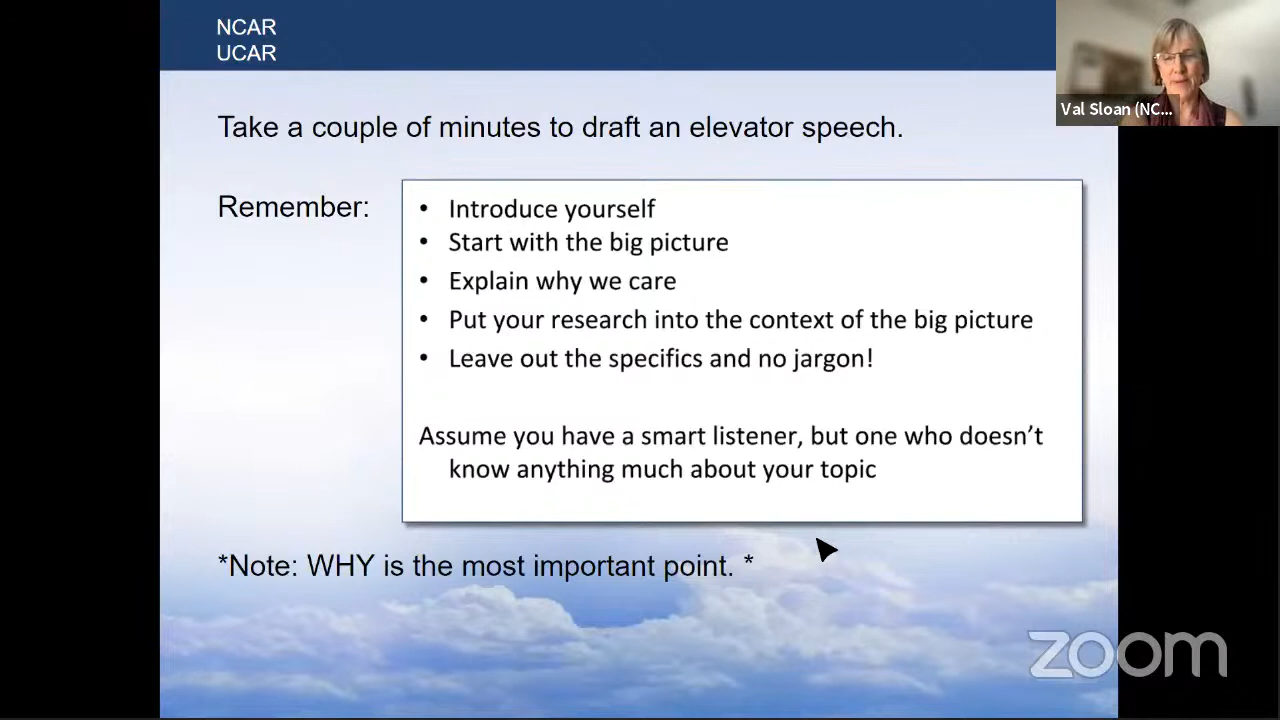 NCAR
UCAR
Val Sloan (NC...
Take a couple of minutes to draft an elevator speech.
Remember:
• Introduce yourself
• Start with the big picture
• Explain why we care
• Put your research into the context of the big picture
• Leave out the specifics and no jargon!
Assume you have a smart listener, but one who doesn't
know anything much about your topic
*Note: WHY is the most important point. *
zoom